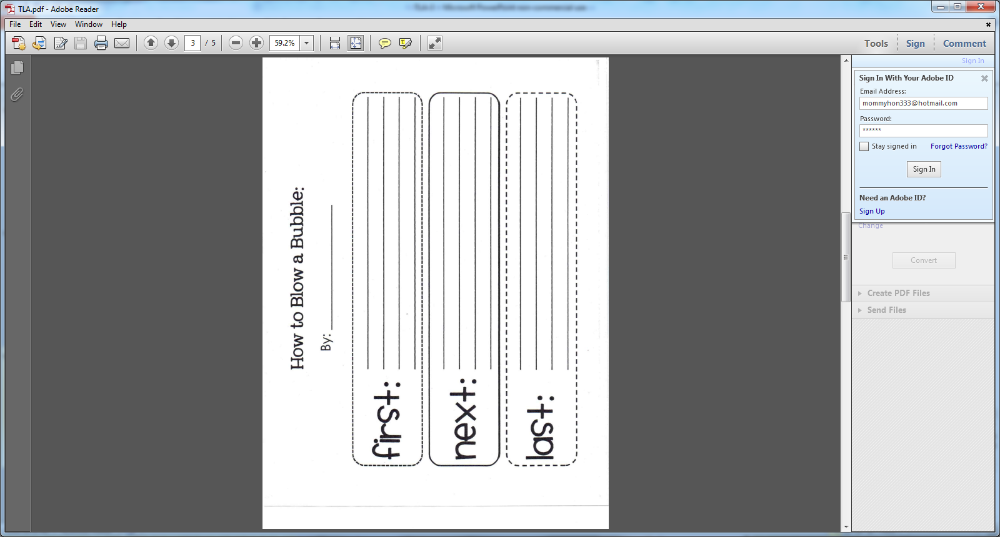 TLA.pdf - Adobe Reader
File Edit View Window Help
3 / 5 59.2% Tools Sign Comment
Sign In
Sign In With Your Adobe ID
Email Address:
mommyhon333@hotmail.com
Password:
******
Stay signed in Forgot Password?
Sign In
Need an Adobe ID?
Sign Up
Change
Convert
Create PDF Files
Send Files
How to Blow a Bubble:
By:
first:
next:
last: